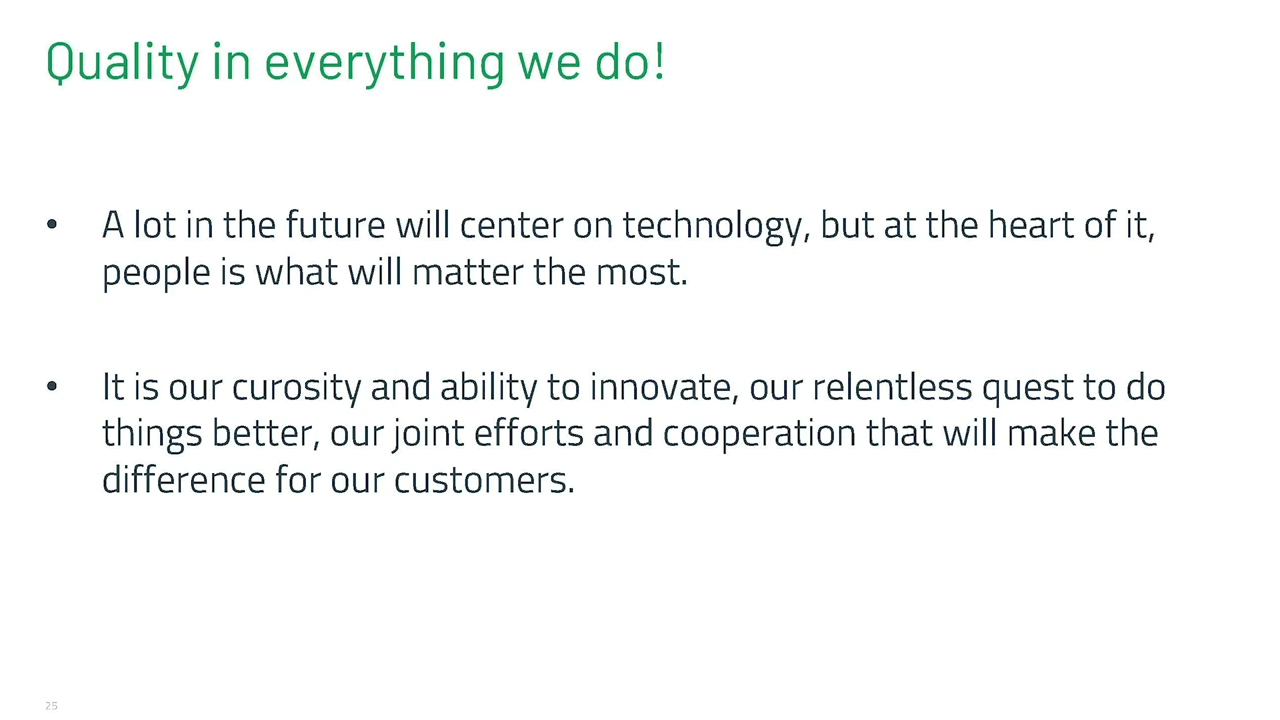 Quality in everything we do!
• A lot in the future will center on technology, but at the heart of it,
people is what will matter the most.
• It is our curosity and ability to innovate, our relentless quest to do
things better, our joint efforts and cooperation that will make the
difference for our customers.
25